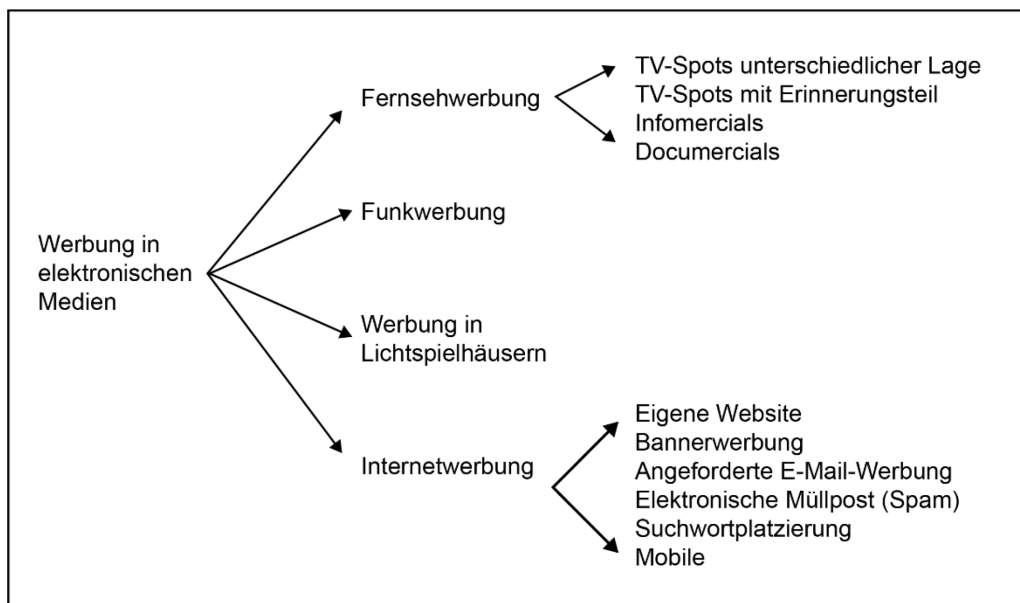 Werbung in
elektronischen
Medien
Fernsehwerbung
TV-Spots unterschiedlicher Lage
TV-Spots mit Erinnerungsteil
Infomercials
Documercials
Funkwerbung
Werbung in
Lichtspielhäusern
Internetwerbung
Eigene Website
Bannerwerbung
Angeforderte E-Mail-Werbung
Elektronische Müllpost (Spam)
Suchwortplatzierung
Mobile